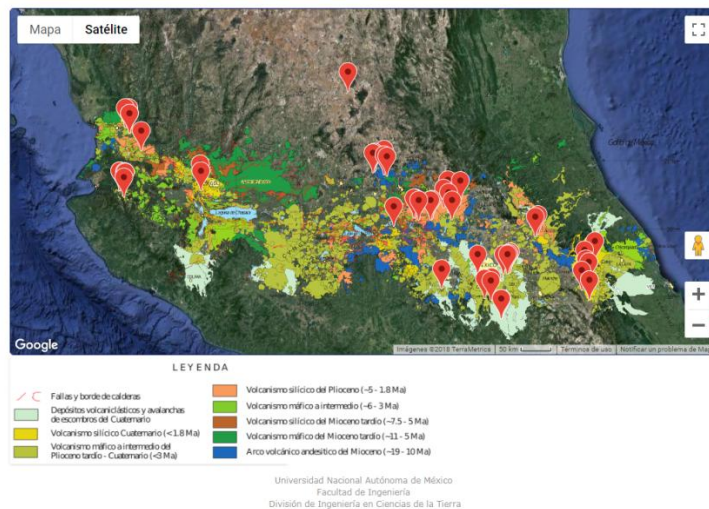 Mapa
Satélite
Lago de Chapala
Google
Imágenes ©2018 TerraMetrics
50 km
Términos de uso
Notificar un problema de Map
LEYENDA
Fallas y borde de calderas
Depósitos volcaniclásticos y avalanchas
de escombros del Cuaternario
Volcanismo silícico Cuaternario (<1.8 Ma)
Volcanismo máfico a intermedio del
Plioceno tardío - Cuaternario (<3 Ma)
Volcanismo silícico del Plioceno (~5 - 1.8 Ma)
Volcanismo máfico a intermedio (~6 - 3 Ma)
Volcanismo silícico del Mioceno tardío (~7.5 - 5 Ma)
Volcanismo máfico del Mioceno tardío (~11 - 5 Ma)
Arco volcánico andesítico del Mioceno (~19 - 10 Ma)
Universidad Nacional Autónoma de México
Facultad de Ingeniería
División de Ingeniería en Ciencias de la Tierra